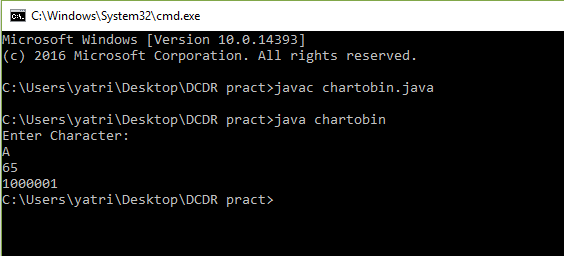 C:\Windows\System32\cmd.exe
Microsoft Windows [Version 10.0.14393]
(c) 2016 Microsoft Corporation. All rights reserved.
C:\Users\yatri\Desktop\DCDR pract>javac chartobin.java
C:\Users\yatri\Desktop\DCDR pract>java chartobin
Enter Character:
A
65
1000001
C:\Users\yatri\Desktop\DCDR pract>